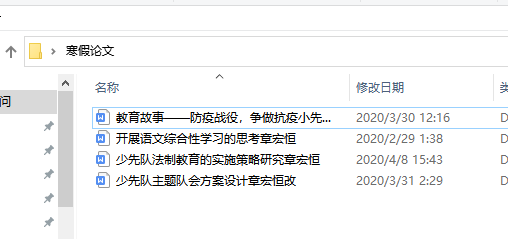 寒假论文
问
名称 修改日期 类
教育故事——防疫战役，争做抗疫小先... 2020/3/30 12:16 D
开展语文综合性学习的思考章宏恒 2020/2/29 1:38 D
少先队法制教育的实施策略研究章宏恒 2020/4/8 15:43 D
少先队主题队会方案设计章宏恒改 2020/3/31 2:29 D